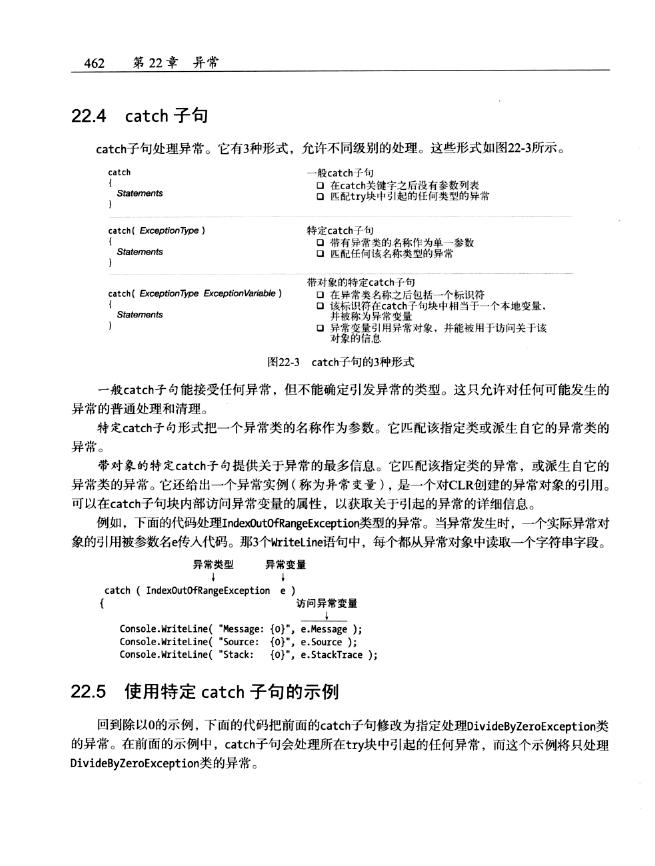 462 第 22 章 异常
22.4 catch 子句
catch子句处理异常。它有3种形式，允许不同级别的处理。这些形式如图22-3所示。
catch
{
Statements
}
一般catch子句
□ 在catch关键字之后没有参数列表
□ 匹配try块中引起的任何类型的异常
catch( ExceptionType )
{
Statements
}
特定catch子句
□ 带有异常类的名称作为单一参数
□ 匹配任何该名称类型的异常
catch( ExceptionType ExceptionVariable )
{
Statements
}
带对象的特定catch子句
□ 在异常类名称之后包括一个标识符
□ 该标识符在catch子句块中相当于一个本地变量，
并被称为异常变量
□ 异常变量引用异常对象，并能被用于访问关于该
对象的信息
图22-3 catch子句的3种形式
一般catch子句能接受任何异常，但不能确定引发异常的类型。这只允许对任何可能发生的
异常的普通处理和清理。
特定catch子句形式把一个异常类的名称作为参数。它匹配该指定类或派生自它的异常类的
异常。
带对象的特定catch子句提供关于异常的最多信息。它匹配该指定类的异常，或派生自它的
异常类的异常。它还给出一个异常实例（称为异常变量），是一个对CLR创建的异常对象的引用。
可以在catch子句块内部访问异常变量的属性，以获取关于引起的异常的详细信息。
例如，下面的代码处理IndexOutOfRangeException类型的异常。当异常发生时，一个实际异常对
象的引用被参数名e传入代码。那3个WriteLine语句中，每个都从异常对象中读取一个字符串字段。
异常类型 异常变量
↓ ↓
catch ( IndexOutOfRangeException e )
{ 访问异常变量
↓
Console.WriteLine( "Message: {0}", e.Message );
Console.WriteLine( "Source: {0}", e.Source );
Console.WriteLine( "Stack: {0}", e.StackTrace );
22.5 使用特定 catch 子句的示例
回到除以0的示例，下面的代码把前面的catch子句修改为指定处理DivideByZeroException类
的异常。在前面的示例中，catch子句会处理所在try块中引起的任何异常，而这个示例将只处理
DivideByZeroException类的异常。